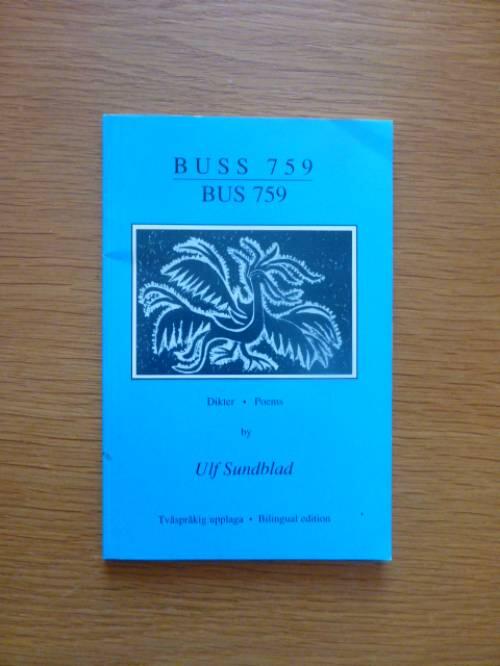 BUSS 759
BUS 759
Dikter • Poems
by
Ulf Sundblad
Tvåspråkig upplaga • Bilingual edition